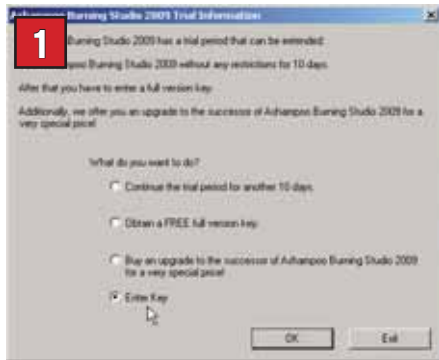 Ashampoo Burning Studio 2009 Trial Information
1
Burning Studio 2009 has a trial period that can be extended.
Burning Studio 2009 without any restrictions for 10 days.
After that you have to enter a full version key.
Additionally, we offer you an upgrade to the successor of Ashampoo Burning Studio 2009 for a
very special price!
What do you want to do?
Continue the trial period for another 10 days.
Obtain a FREE full version key.
Buy an upgrade to the successor of Ashampoo Burning Studio 2009
for a very special price!
Enter Key
OK
Exit